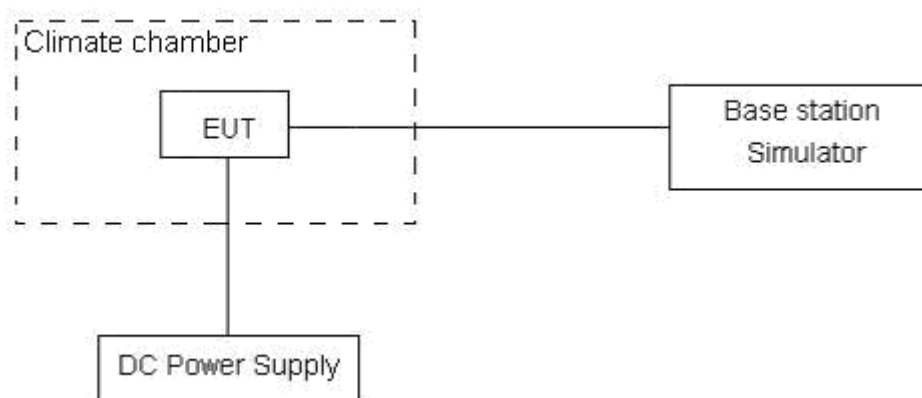 Climate chamber
EUT
Base station
Simulator
DC Power Supply